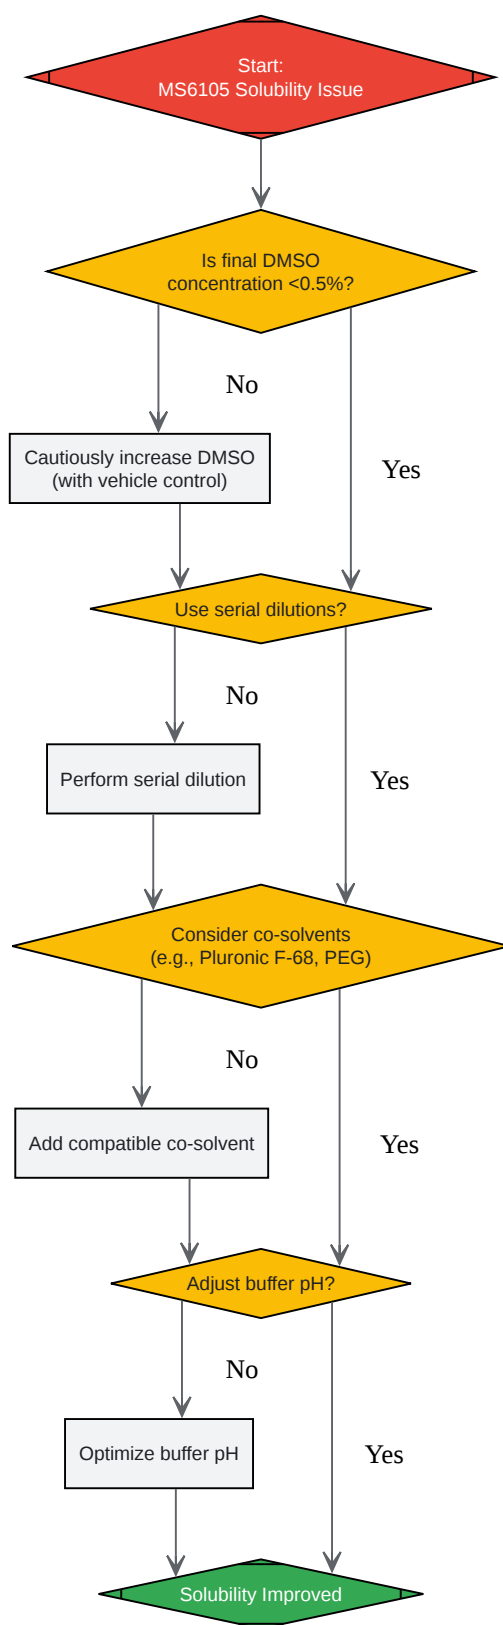 Start:
MS6105 Solubility Issue
Is final DMSO
concentration <0.5%?
No
Yes
Cautiously increase DMSO
(with vehicle control)
Use serial dilutions?
No
Yes
Perform serial dilution
Consider co-solvents
(e.g., Pluronic F-68, PEG)
No
Yes
Add compatible co-solvent
Adjust buffer pH?
No
Yes
Optimize buffer pH
Solubility Improved